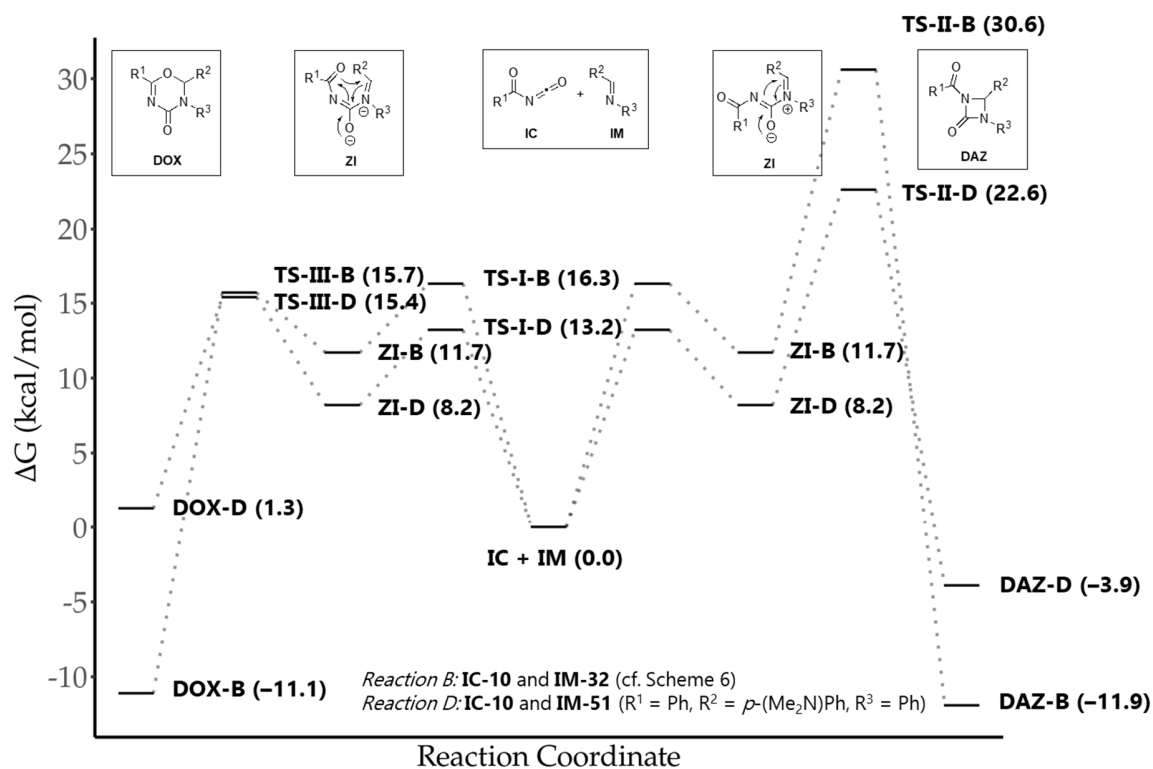 TS-II-B (30.6)
R¹ O R²
N N R³
O
DOX
R¹ O R²
N N ⊖ R³
O ⊖
ZI
O R²
R¹ N • O + N R³
IC IM
R²
O N N ⊕ R³
R¹ O ⊖
ZI
O
R¹ N R²
O N R³
DAZ
30
25
20
15
10
5
0
-5
-10
ΔG (kcal/mol)
TS-II-D (22.6)
TS-III-B (15.7)
TS-I-B (16.3)
TS-III-D (15.4)
TS-I-D (13.2)
ZI-B (11.7)
ZI-B (11.7)
ZI-D (8.2)
ZI-D (8.2)
DOX-D (1.3)
IC + IM (0.0)
DAZ-D (–3.9)
DOX-B (–11.1)
Reaction B: IC-10 and IM-32 (cf. Scheme 6)
Reaction D: IC-10 and IM-51 (R¹ = Ph, R² = p-(Me₂N)Ph, R³ = Ph)
DAZ-B (–11.9)
Reaction Coordinate